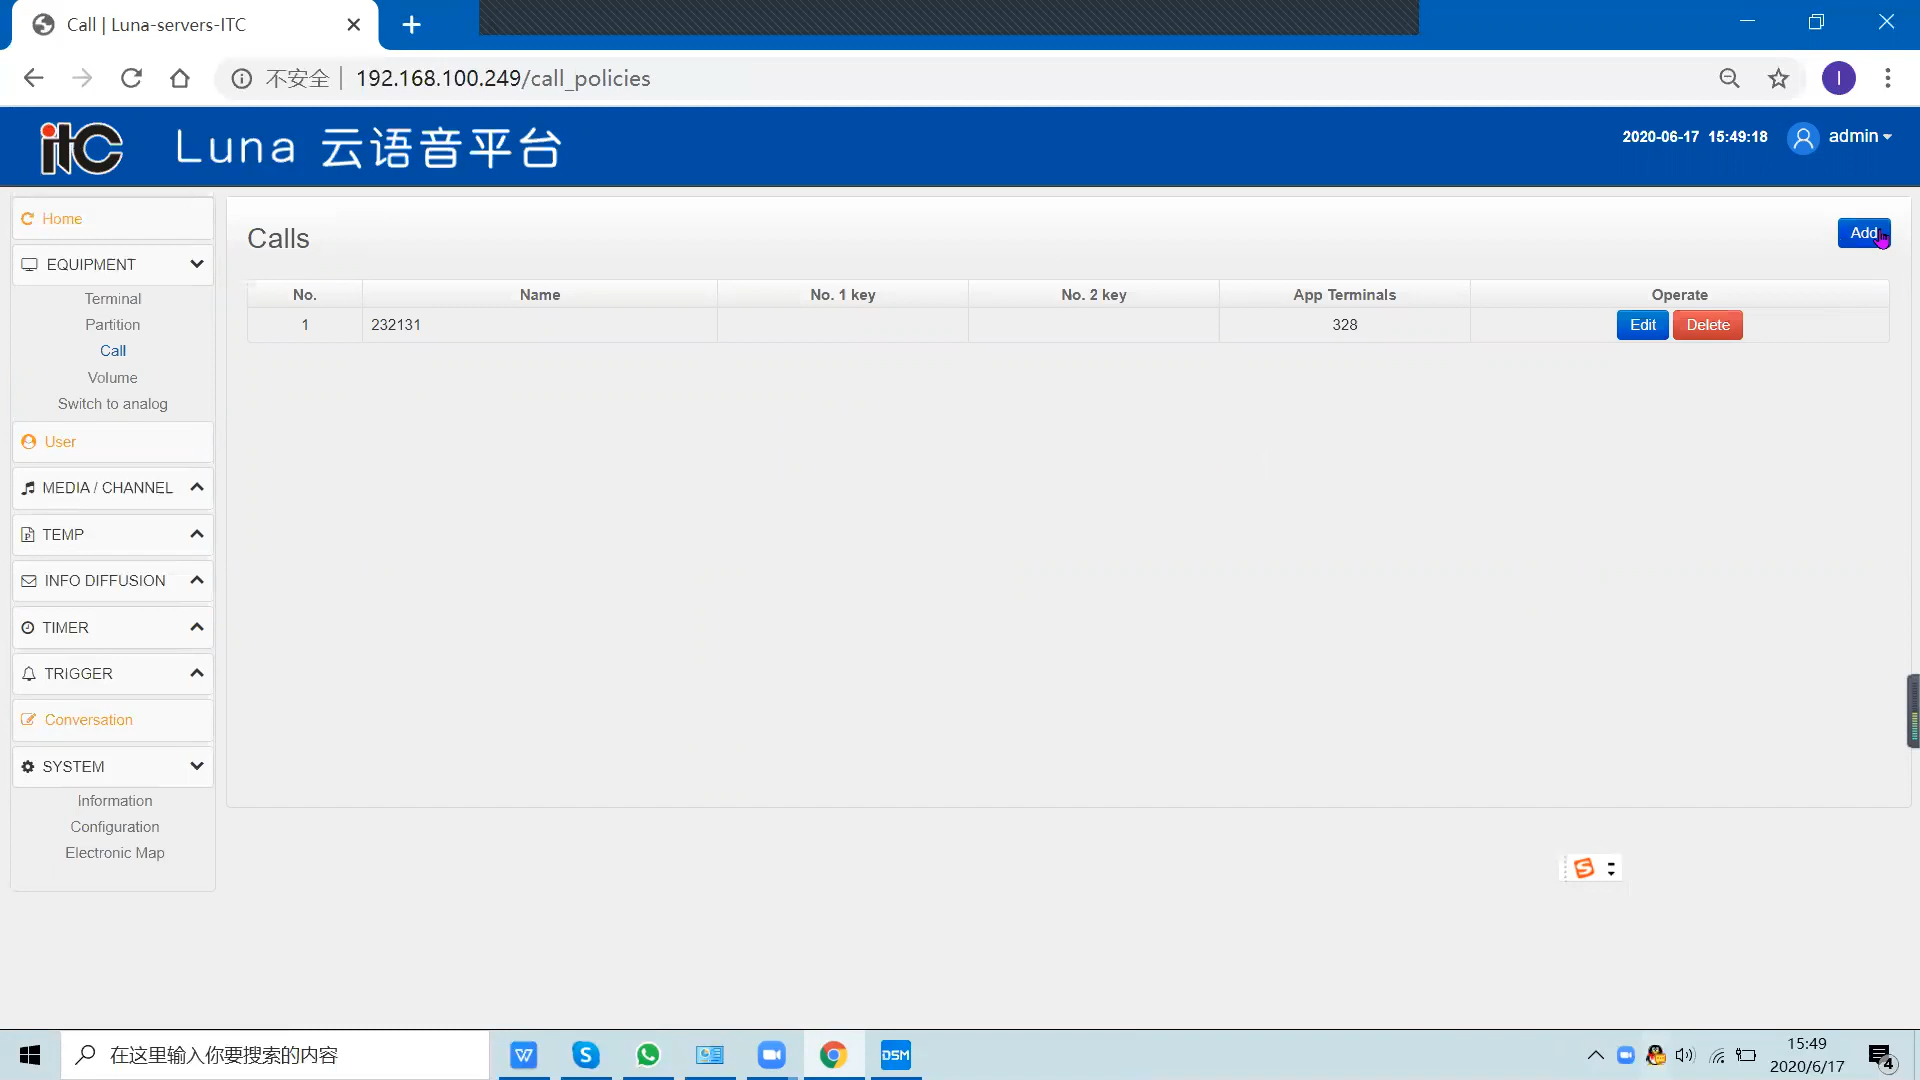 Call | Luna-servers-ITC
不安全 | 192.168.100.249/call_policies
I
itc Luna 云语音平台
2020-06-17 15:49:18
admin
Home
EQUIPMENT
Terminal
Partition
Call
Volume
Switch to analog
User
MEDIA / CHANNEL
TEMP
INFO DIFFUSION
TIMER
TRIGGER
Conversation
SYSTEM
Information
Configuration
Electronic Map
Calls
Add
No. Name No. 1 key No. 2 key App Terminals Operate
1 232131 328 Edit Delete
S
在这里输入你要搜索的内容
W S DSM
15:49
2020/6/17
4